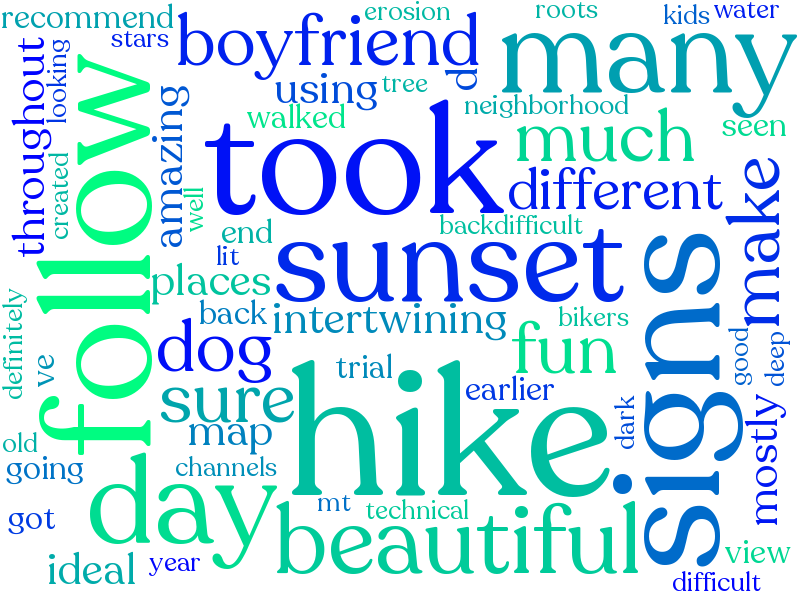 recommend
erosion
roots
kids
water
stars
boyfriend
many
throughout
looking
follow
amazing
using
tree
d
neighborhood
walked
took
much
seen
created
well
different
make
end
backdifficult
lit
sunset
signs
places
definitely
ve
back
intertwining
bikers
dog
fun
good
deep
trial
earlier
sure
hike
dark
mostly
map
old
going
channels
day
got
mt
technical
beautiful
view
ideal
year
difficult